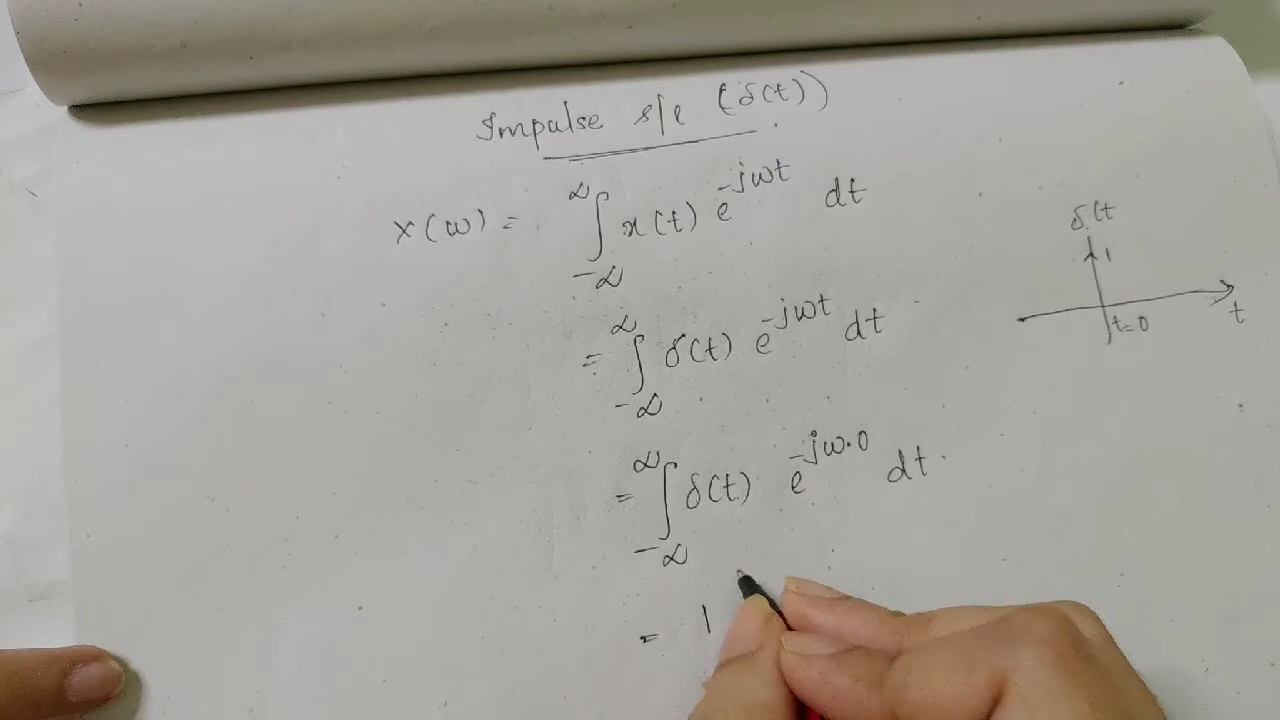 Impulse s/l (δ(t))
X(ω) = ∫_{-∞}^{∞} x(t) e^{-jωt} dt
= ∫_{-∞}^{∞} δ(t) e^{-jωt} dt
= ∫_{-∞}^{∞} δ(t) e^{-jω.0} dt.
= 1
δ(t
1
t=0
t